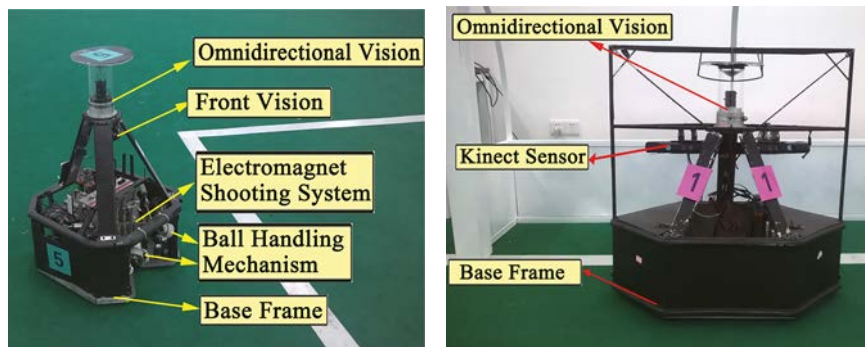 Omnidirectional Vision
Front Vision
Electromagnet
Shooting System
Ball Handling
Mechanism
Base Frame
5
5
Omnidirectional Vision
Kinect Sensor
Base Frame
1
1